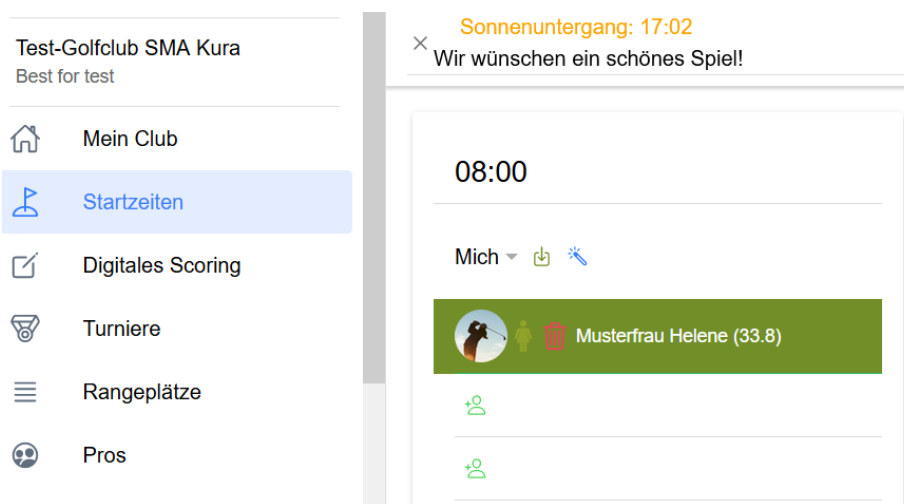 Test-Golfclub SMA Kura
Best for test
Mein Club
Startzeiten
Digitales Scoring
Turniere
Rangeplätze
Pros
Sonnenuntergang: 17:02
Wir wünschen ein schönes Spiel!
08:00
Mich
Musterfrau Helene (33.8)